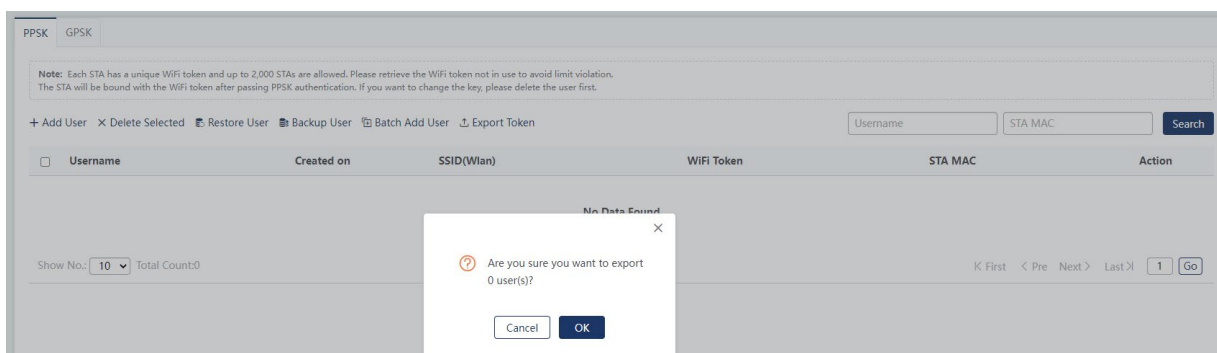 PPSK GPSK
Note: Each STA has a unique WiFi token and up to 2,000 STAs are allowed. Please retrieve the WiFi token not in use to avoid limit violation.
The STA will be bound with the WiFi token after passing PPSK authentication. If you want to change the key, please delete the user first.
+ Add User × Delete Selected Restore User Backup User Batch Add User Export Token Username STA MAC Search
Username Created on SSID(Wlan) WiFi Token STA MAC Action
No Data Found
Are you sure you want to export
0 user(s)?
Show No.: 10 Total Count:0 First Pre Next Last 1 Go
Cancel OK